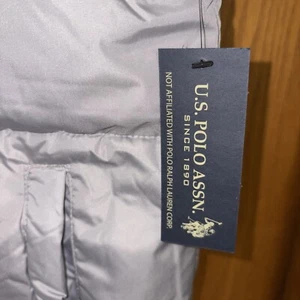 U.S. POLO ASSN.
SINCE 1890
NOT AFFILIATED WITH POLO RALPH LAUREN CORP.